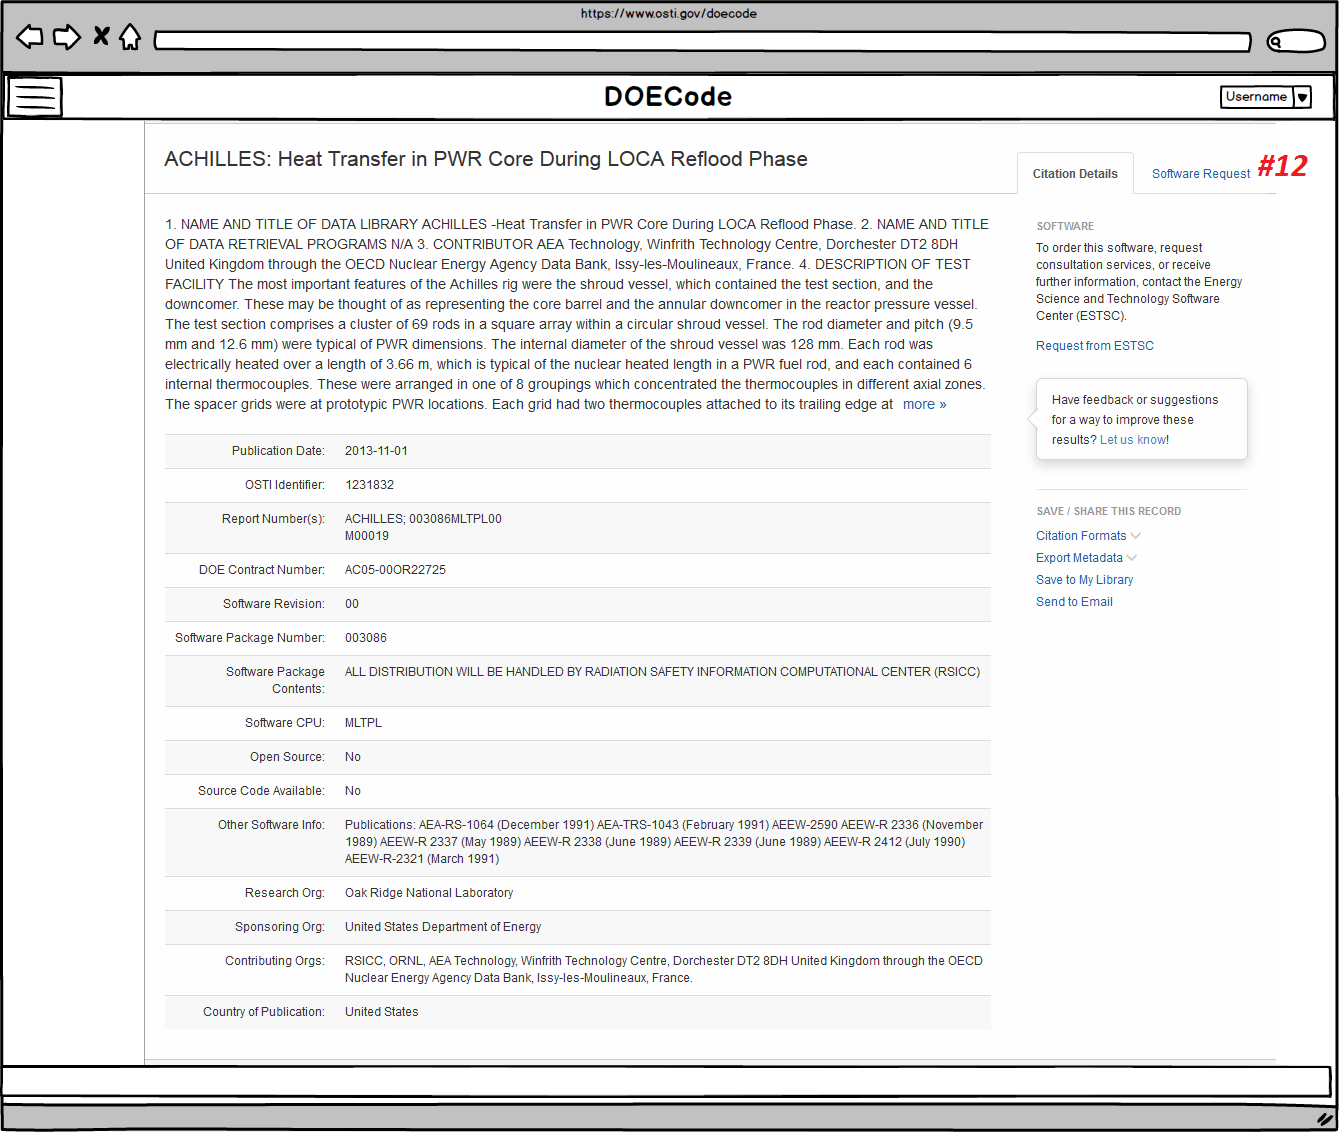 https://www.osti.gov/doecode
DOECode
Username
ACHILLES: Heat Transfer in PWR Core During LOCA Reflood Phase
Citation Details
Software Request
#12
1. NAME AND TITLE OF DATA LIBRARY ACHILLES -Heat Transfer in PWR Core During LOCA Reflood Phase. 2. NAME AND TITLE
OF DATA RETRIEVAL PROGRAMS N/A 3. CONTRIBUTOR AEA Technology, Winfrith Technology Centre, Dorchester DT2 8DH
United Kingdom through the OECD Nuclear Energy Agency Data Bank, Issy-les-Moulineaux, France. 4. DESCRIPTION OF TEST
FACILITY The most important features of the Achilles rig were the shroud vessel, which contained the test section, and the
downcomer. These may be thought of as representing the core barrel and the annular downcomer in the reactor pressure vessel.
The test section comprises a cluster of 69 rods in a square array within a circular shroud vessel. The rod diameter and pitch (9.5
mm and 12.6 mm) were typical of PWR dimensions. The internal diameter of the shroud vessel was 128 mm. Each rod was
electrically heated over a length of 3.66 m, which is typical of the nuclear heated length in a PWR fuel rod, and each contained 6
internal thermocouples. These were arranged in one of 8 groupings which concentrated the thermocouples in different axial zones.
The spacer grids were at prototypic PWR locations. Each grid had two thermocouples attached to its trailing edge at more »
Publication Date: 2013-11-01
OSTI Identifier: 1231832
Report Number(s): ACHILLES; 003086MLTPL00
M00019
DOE Contract Number: AC05-00OR22725
Software Revision: 00
Software Package Number: 003086
Software Package
Contents: ALL DISTRIBUTION WILL BE HANDLED BY RADIATION SAFETY INFORMATION COMPUTATIONAL CENTER (RSICC)
Software CPU: MLTPL
Open Source: No
Source Code Available: No
Other Software Info: Publications: AEA-RS-1064 (December 1991) AEA-TRS-1043 (February 1991) AEEW-2590 AEEW-R 2336 (November
1989) AEEW-R 2337 (May 1989) AEEW-R 2338 (June 1989) AEEW-R 2339 (June 1989) AEEW-R 2412 (July 1990)
AEEW-R-2321 (March 1991)
Research Org: Oak Ridge National Laboratory
Sponsoring Org: United States Department of Energy
Contributing Orgs: RSICC, ORNL, AEA Technology, Winfrith Technology Centre, Dorchester DT2 8DH United Kingdom through the OECD
Nuclear Energy Agency Data Bank, Issy-les-Moulineaux, France.
Country of Publication: United States
SOFTWARE
To order this software, request
consultation services, or receive
further information, contact the Energy
Science and Technology Software
Center (ESTSC).
Request from ESTSC
Have feedback or suggestions
for a way to improve these
results? Let us know!
SAVE / SHARE THIS RECORD
Citation Formats
Export Metadata
Save to My Library
Send to Email